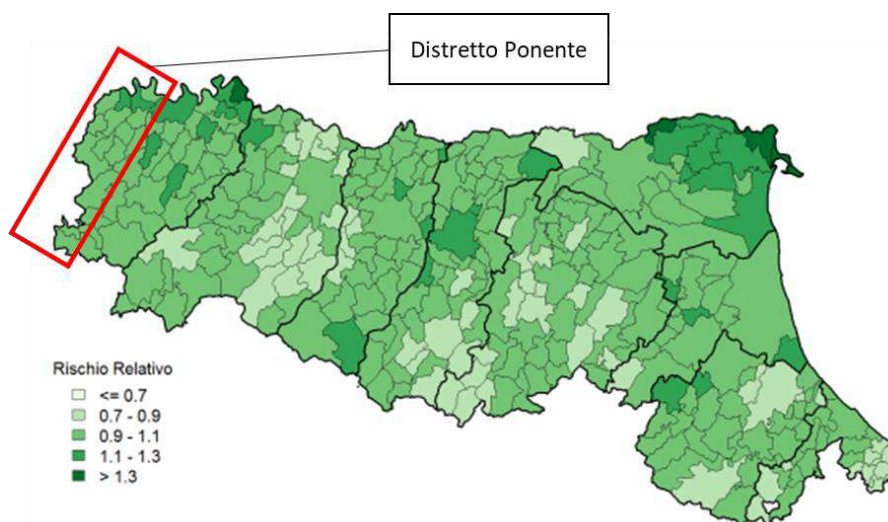 Distretto Ponente
Rischio Relativo
<= 0.7
0.7 - 0.9
0.9 - 1.1
1.1 - 1.3
> 1.3